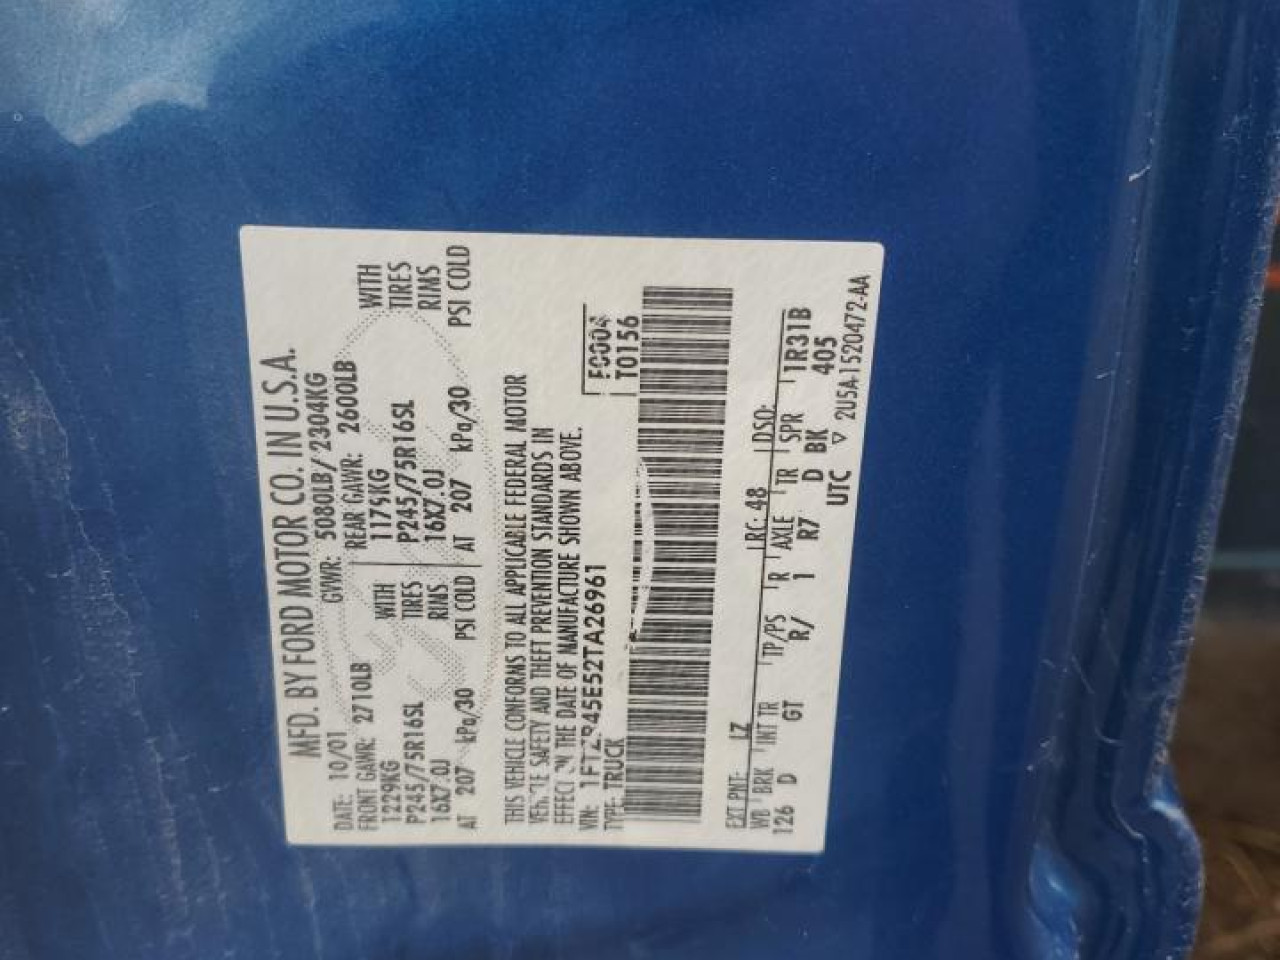 MFD. BY FORD MOTOR CO. IN U.S.A.
DATE: 10/01 GVWR: 5080LB/2304KG
FRONT GAWR: 2710LB REAR GAWR: 2600LB
1229KG WITH 1179KG WITH
P245/75R16SL TIRES P245/75R16SL TIRES
16X7.0J RIMS 16X7.0J RIMS
AT 207 kPa/30 PSI COLD AT 207 kPa/30 PSI COLD
THIS VEHICLE CONFORMS TO ALL APPLICABLE FEDERAL MOTOR
SAFETY AND THEFT PREVENTION STANDARDS IN
EFFECT ON THE DATE OF MANUFACTURE SHOWN ABOVE.
VIN: 1FTZR45E52TA26961
TYPE: TRUCK
F0004
T0156
EXT PNT: LZ RC: 48 DSO:
WB BRK INT TR TP/PS R AXLE TR SPR 1R31B
126 D GT R/ 1 R7 D BK 405
UTC ▽ 2U5A-1520472-AA